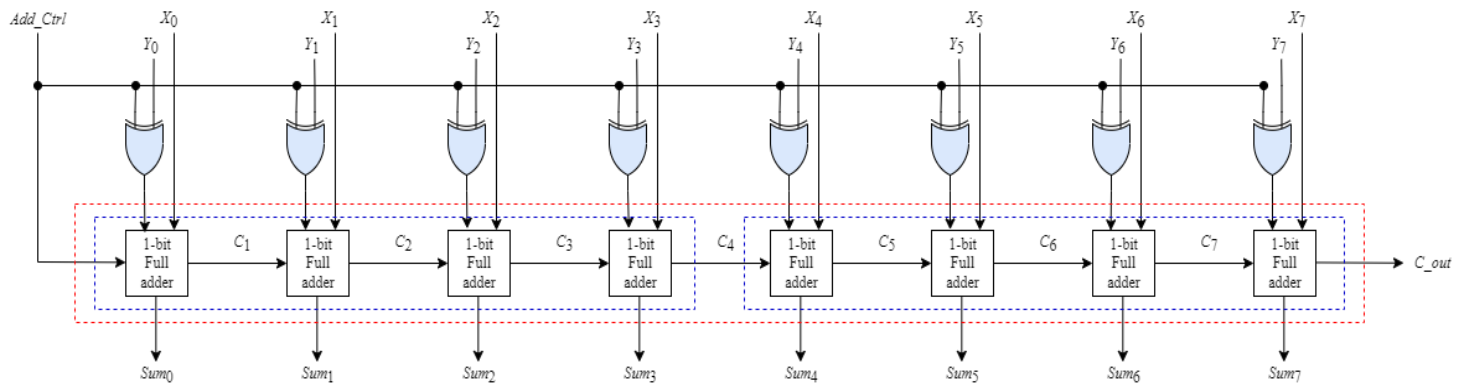 Add_Ctrl X0 X1 X2 X3 X4 X5 X6 X7
Y0 Y1 Y2 Y3 Y4 Y5 Y6 Y7
1-bit Full adder C1 1-bit Full adder C2 1-bit Full adder C3 1-bit Full adder C4 1-bit Full adder C5 1-bit Full adder C6 1-bit Full adder C7 1-bit Full adder C_out
Sum0 Sum1 Sum2 Sum3 Sum4 Sum5 Sum6 Sum7